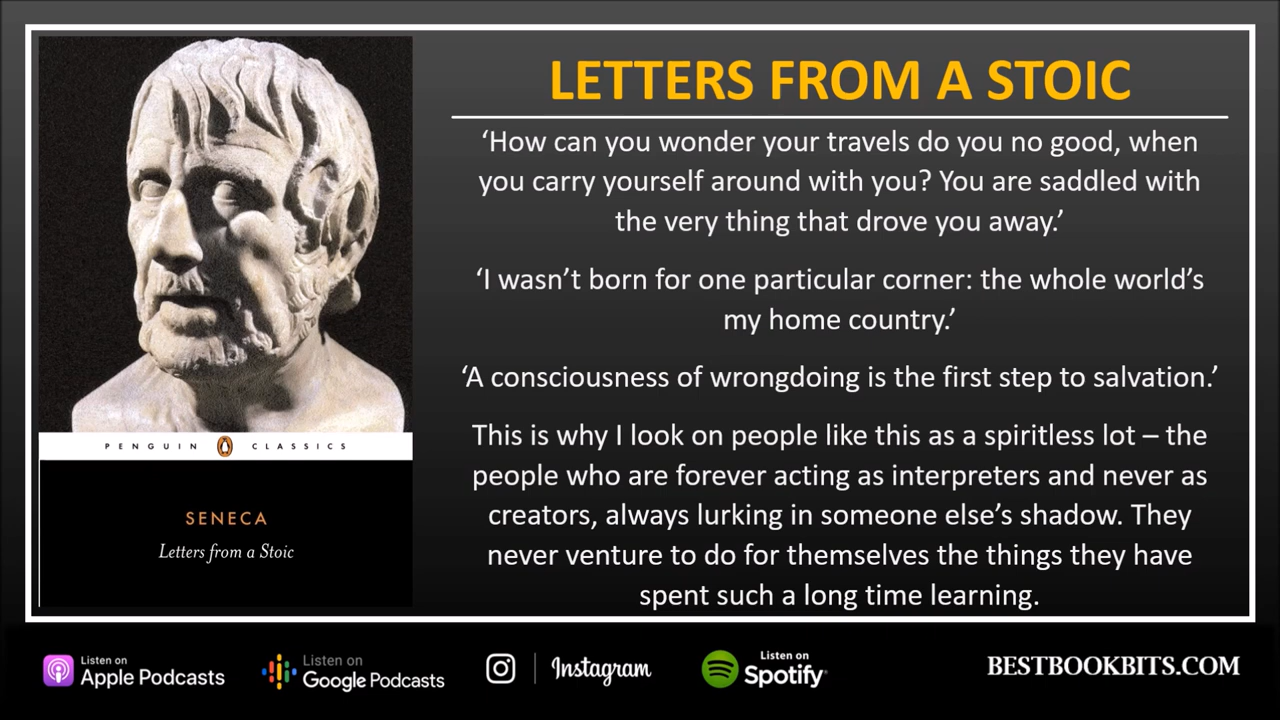 LETTERS FROM A STOIC
‘How can you wonder your travels do you no good, when
you carry yourself around with you? You are saddled with
the very thing that drove you away.’
‘I wasn’t born for one particular corner: the whole world’s
my home country.’
‘A consciousness of wrongdoing is the first step to salvation.’
This is why I look on people like this as a spiritless lot – the
people who are forever acting as interpreters and never as
creators, always lurking in someone else’s shadow. They
never venture to do for themselves the things they have
spent such a long time learning.
PENGUIN CLASSICS
SENECA
Letters from a Stoic
Listen on
Apple Podcasts
Listen on
Google Podcasts
Instagram
Listen on
Spotify
BESTBOOKBITS.COM